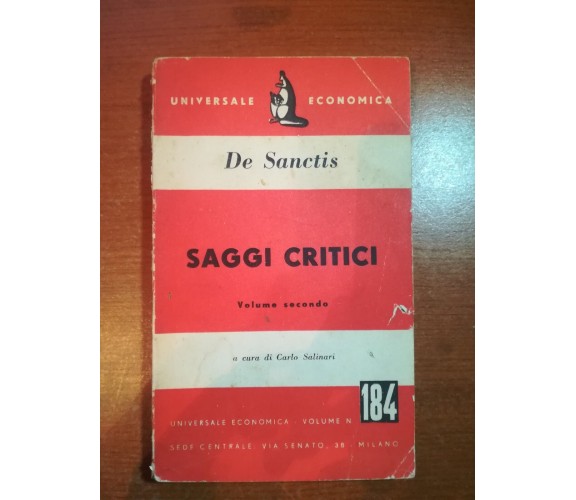 UNIVERSALE ECONOMICA
De Sanctis
SAGGI CRITICI
Volume secondo
a cura di Carlo Salinari
184
UNIVERSALE ECONOMICA - VOLUME N
SEDE CENTRALE: VIA SENATO, 38 - MILANO